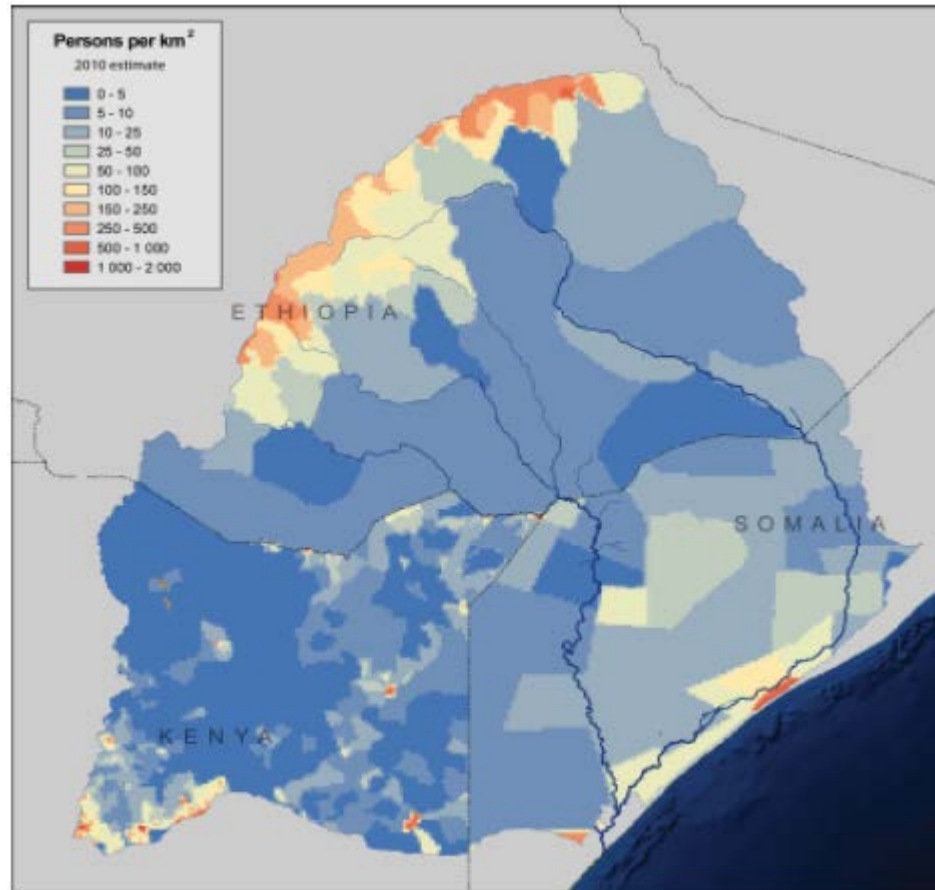 Persons per km²
2010 estimate
0 - 5
5 - 10
10 - 25
25 - 50
50 - 100
100 - 150
150 - 250
250 - 500
500 - 1 000
1 000 - 2 000
ETHIOPIA
SOMALIA
KENYA